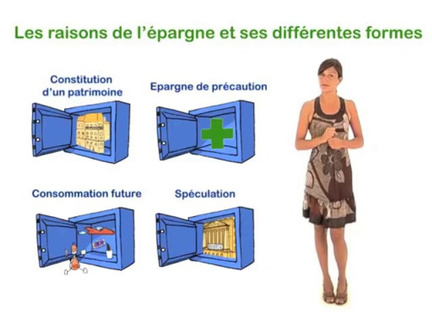 Les raisons de l’épargne et ses différentes formes
Constitution
d’un patrimoine
Epargne de précaution
Consommation future
Spéculation